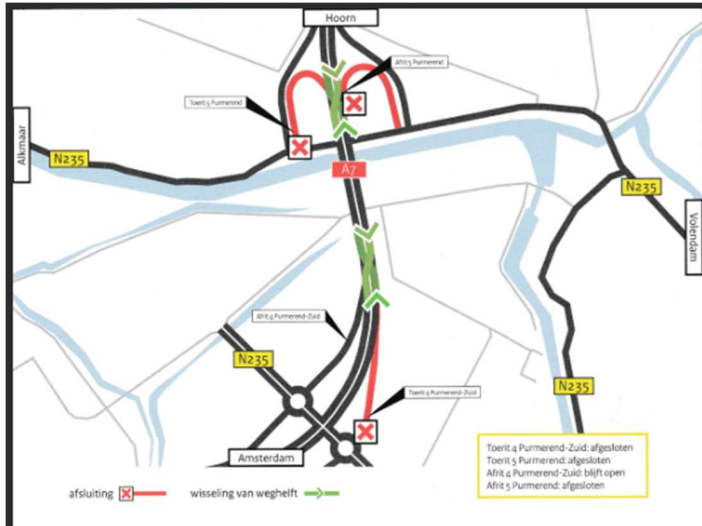 Hoorn
Afrit 5 Purmerend
Toerit 5 Purmerend
Alkmaar
N235
A7
N235
Volendam
Afrit 4 Purmerend-Zuid
N235
N235
Toerit 4 Purmerend-Zuid
Amsterdam
Toerit 4 Purmerend-Zuid: afgesloten
Toerit 5 Purmerend: afgesloten
Afrit 4 Purmerend-Zuid: blijft open
Afrit 5 Purmerend: afgesloten
afsluiting
wisseling van weghelft